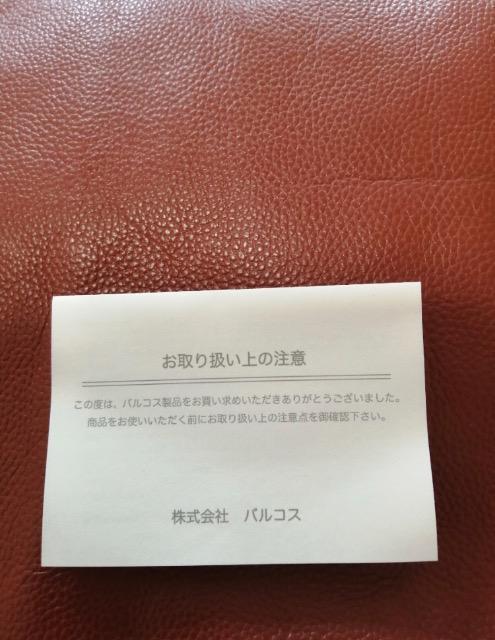 お取り扱い上の注意
この度は、バルコス製品をお買い求めいただきありがとうございました。
商品をお使いいただく前にお取り扱い上の注意点を御確認下さい。
株式会社　バルコス